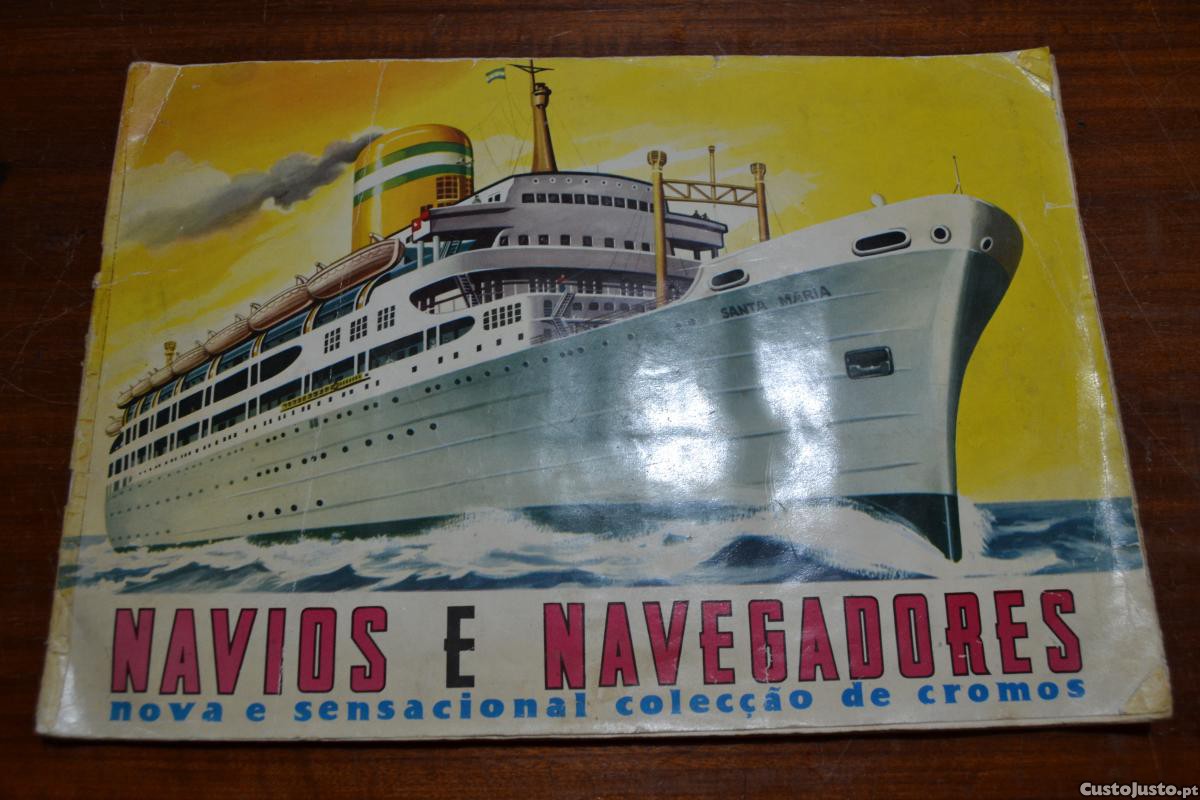 SANTA MARIA
NAVIOS E NAVEGADORES
nova e sensacional colecção de cromos
CustoJusto.pt